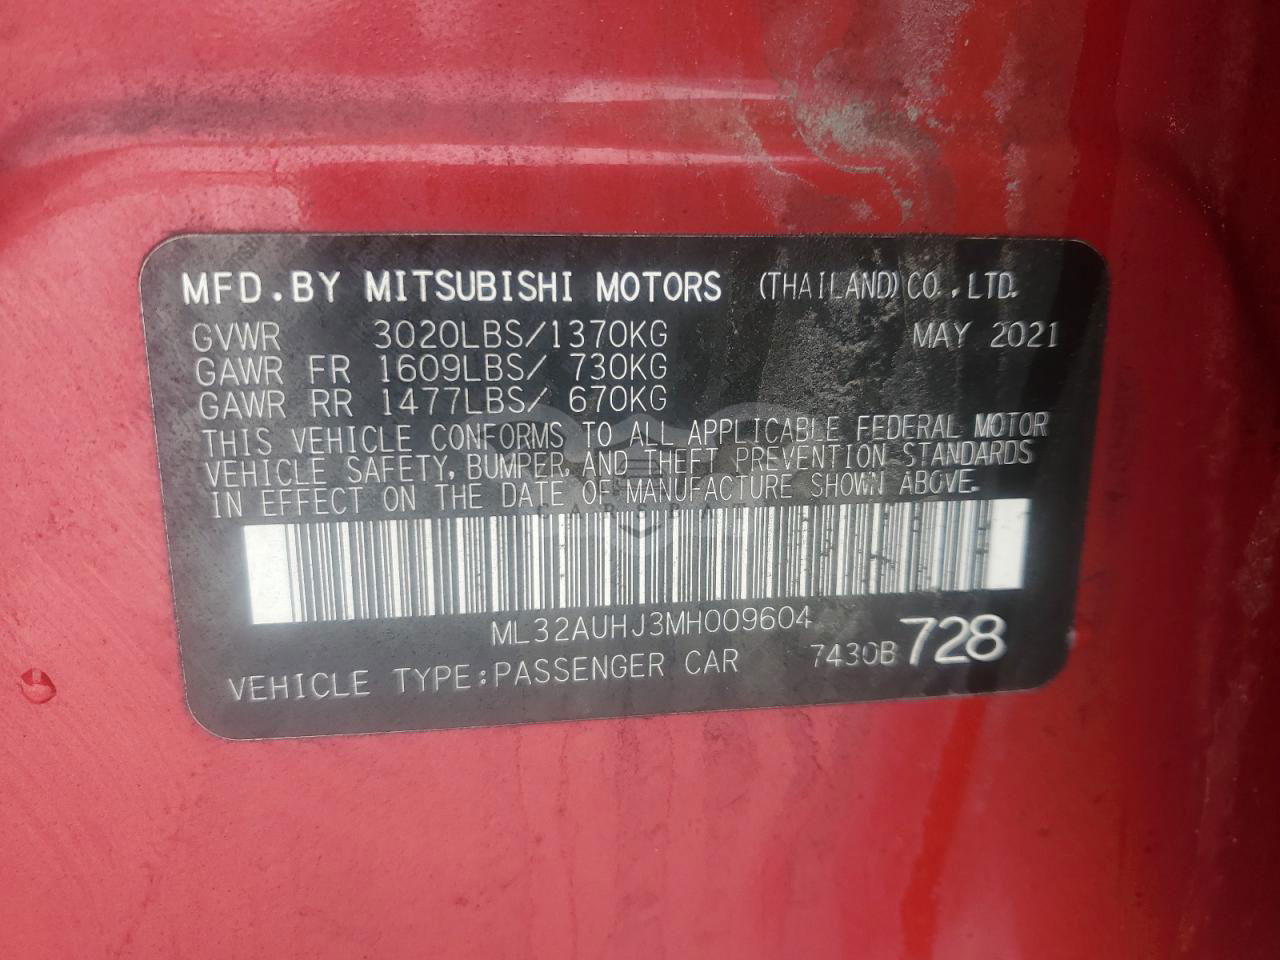 MFD.BY MITSUBISHI MOTORS (THAILAND)CO.,LTD.
GVWR 3020LBS/1370KG MAY 2021
GAWR FR 1609LBS/ 730KG
GAWR RR 1477LBS/ 670KG
THIS VEHICLE CONFORMS TO ALL APPLICABLE FEDERAL MOTOR
VEHICLE SAFETY, BUMPER, AND THEFT PREVENTION STANDARDS
IN EFFECT ON THE DATE OF MANUFACTURE SHOWN ABOVE.
ML32AUHJ3MH009604
VEHICLE TYPE:PASSENGER CAR 7430B 728